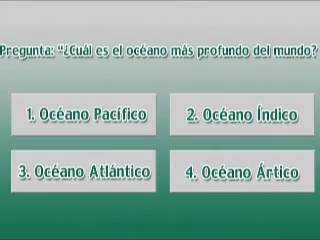 Pregunta: "¿Cuál es el océano más profundo del mundo?
1. Océano Pacífico
2. Océano Índico
3. Océano Atlántico
4. Océano Ártico